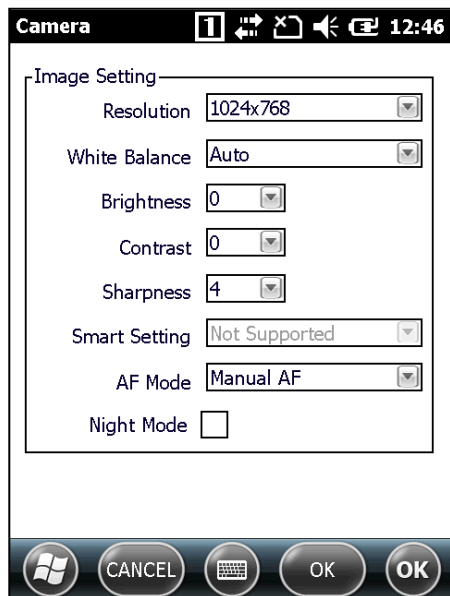 Camera 1 12:46
Image Setting
Resolution 1024x768
White Balance Auto
Brightness 0
Contrast 0
Sharpness 4
Smart Setting Not Supported
AF Mode Manual AF
Night Mode
CANCEL OK OK